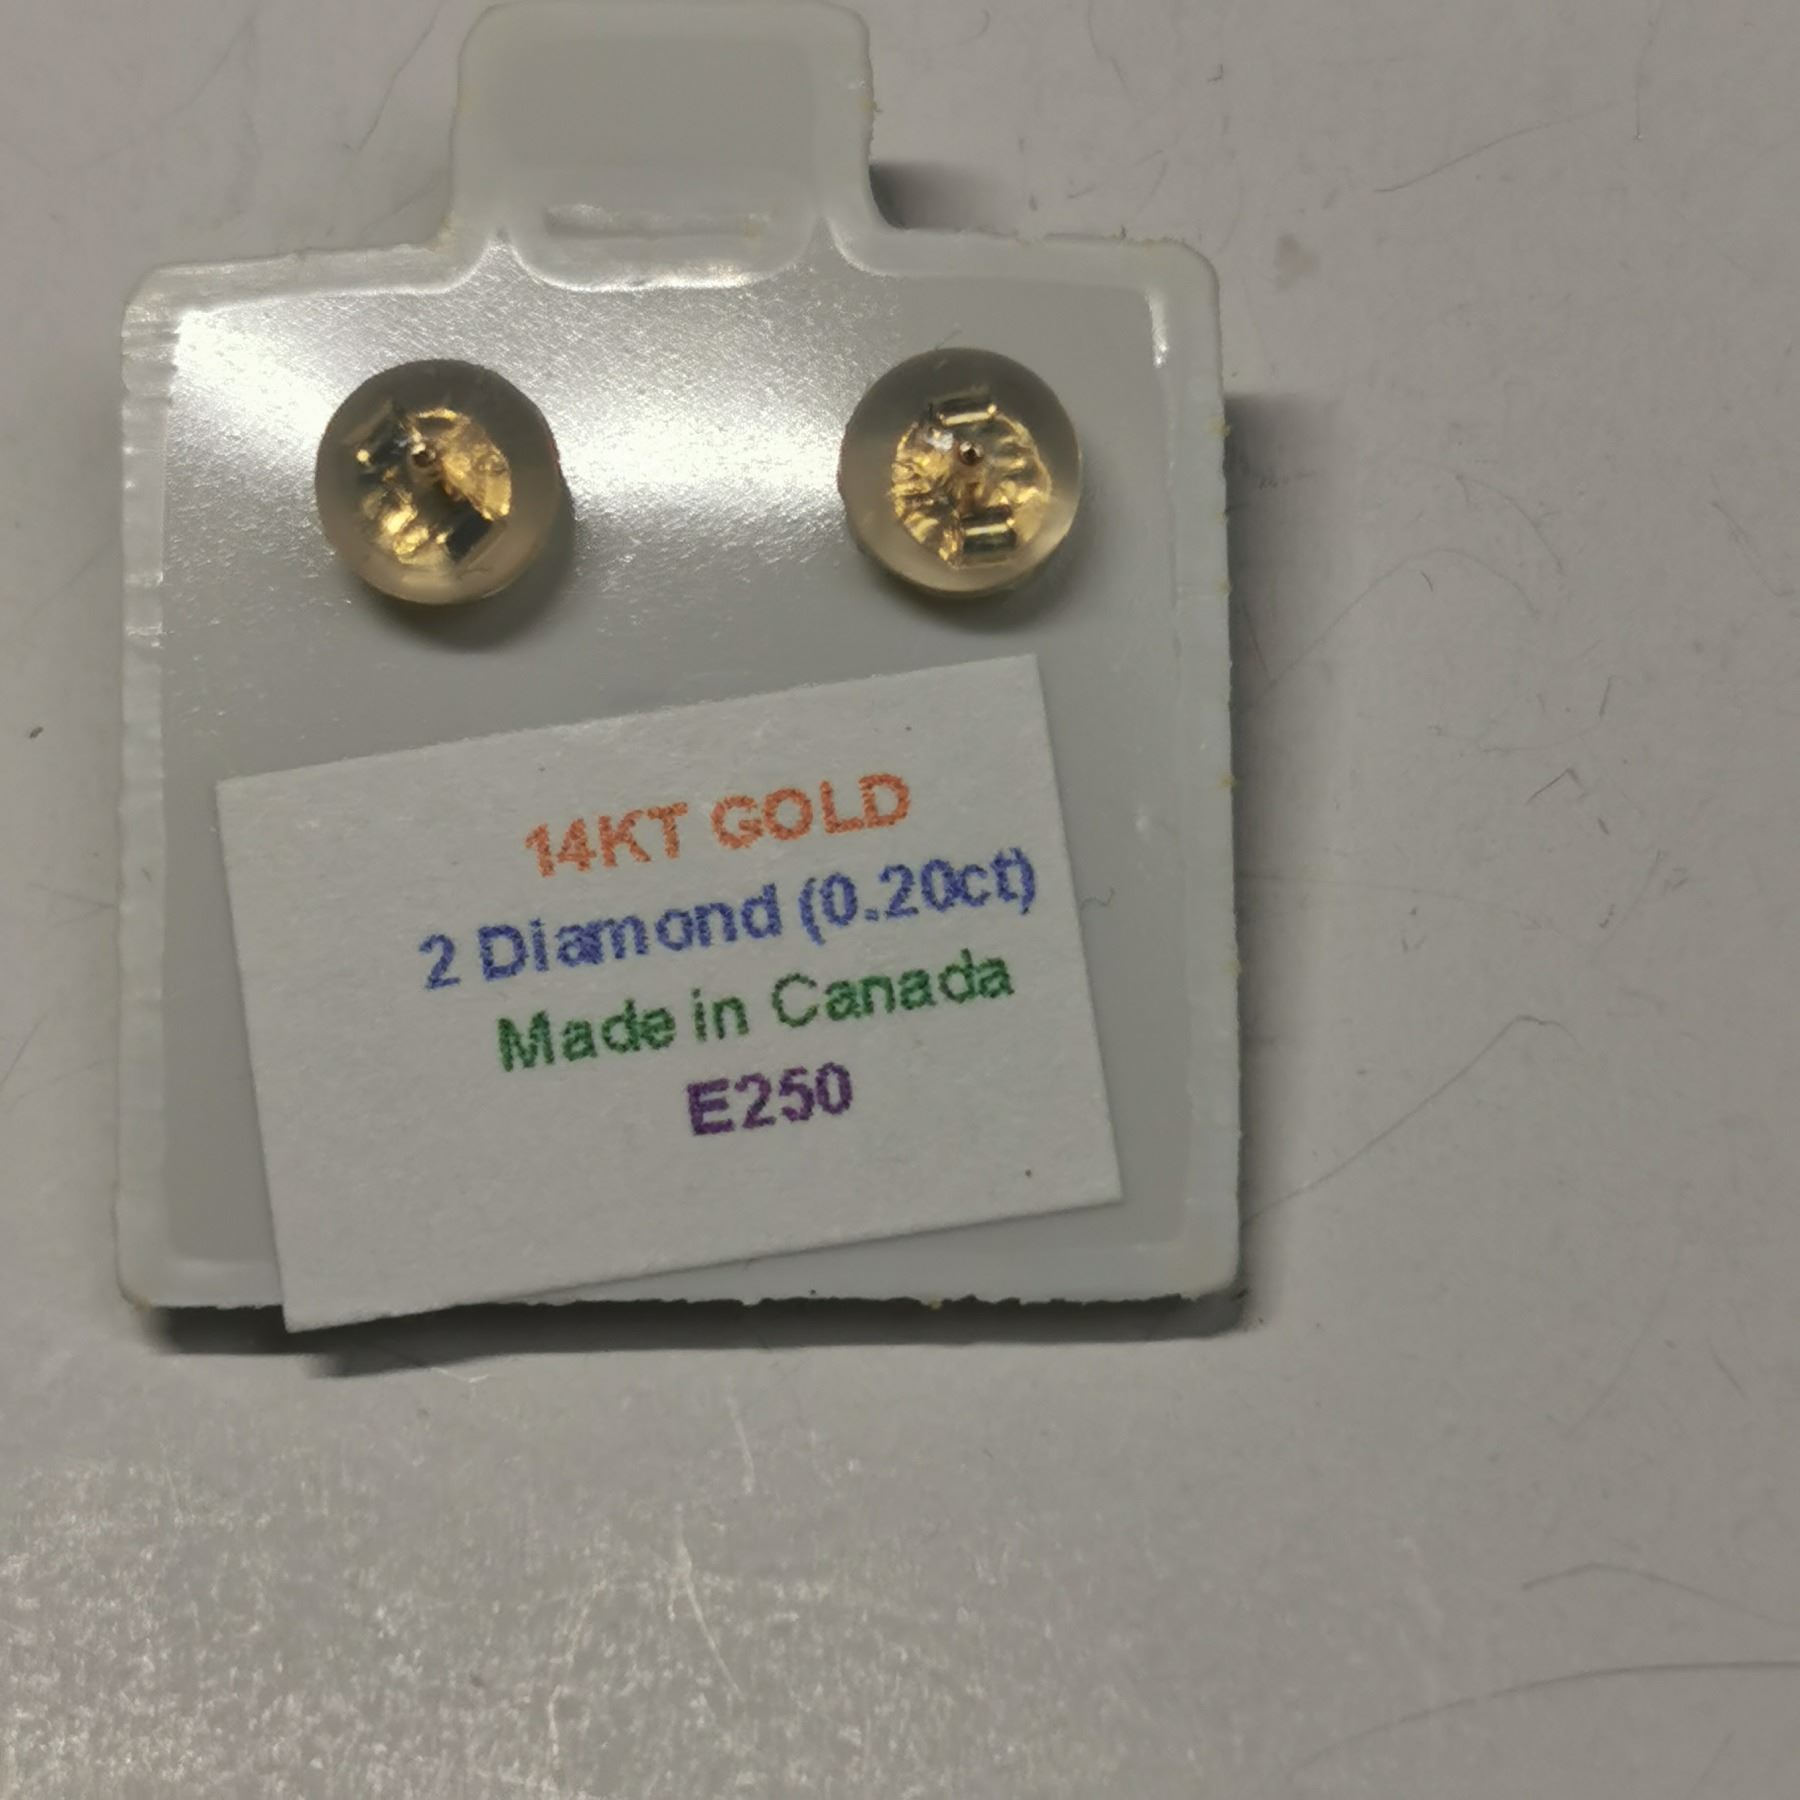 14KT GOLD
2 Diamond (0.20ct)
Made in Canada
E250